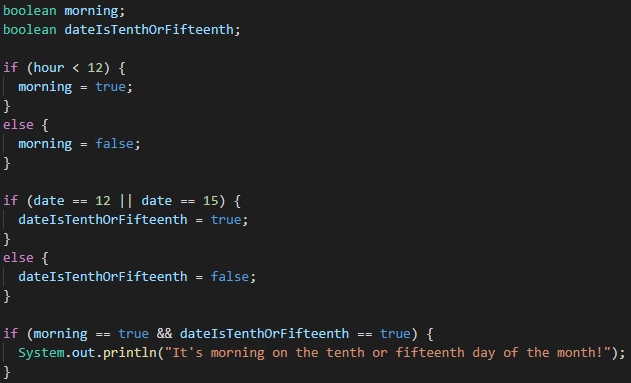 boolean morning;
boolean dateIsTenthOrFifteenth;

if (hour < 12) {
  morning = true;
}
else {
  morning = false;
}

if (date == 12 || date == 15) {
  dateIsTenthOrFifteenth = true;
}
else {
  dateIsTenthOrFifteenth = false;
}

if (morning == true && dateIsTenthOrFifteenth == true) {
  System.out.println("It's morning on the tenth or fifteenth day of the month!");
}